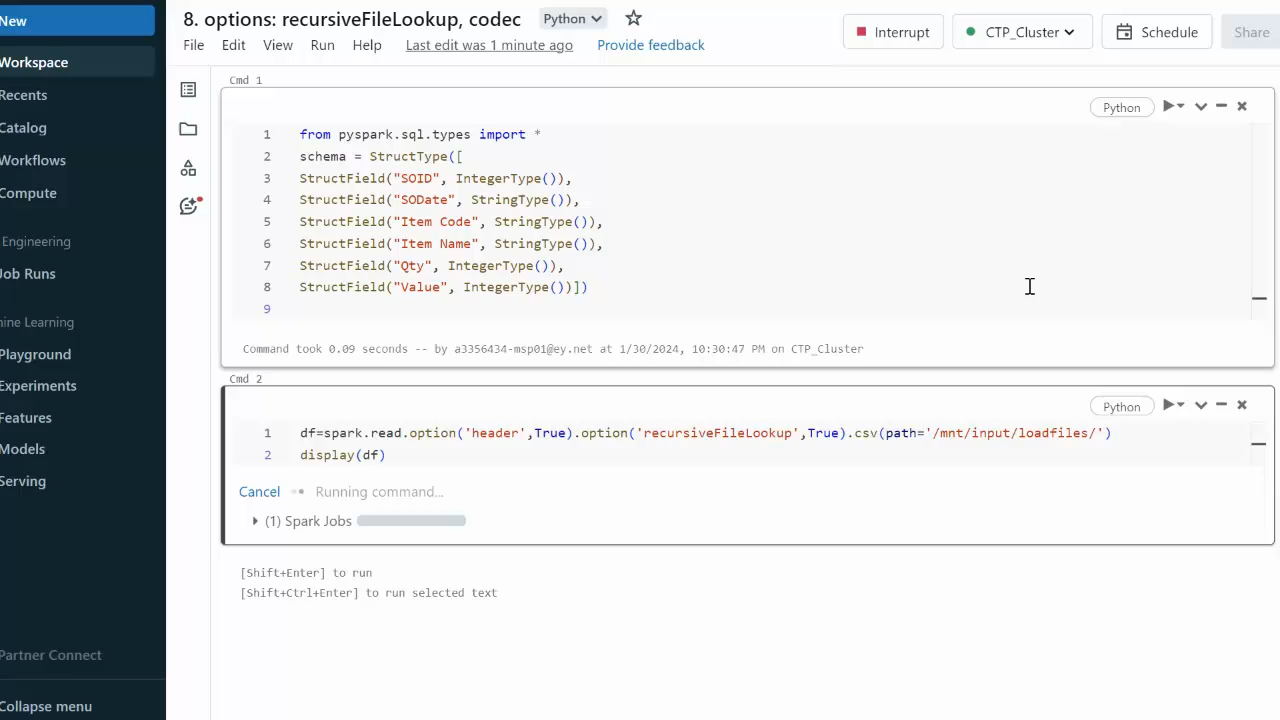 New
Workspace
Recents
Catalog
Workflows
Compute
Engineering
Job Runs
hine Learning
Playground
Experiments
Features
Models
Serving
Partner Connect
Collapse menu
8. options: recursiveFileLookup, codec
Python
File Edit View Run Help Last edit was 1 minute ago Provide feedback
Interrupt
CTP_Cluster
Schedule
Share
Cmd 1
Python
1 from pyspark.sql.types import *
2 schema = StructType([
3 StructField("SOID", IntegerType()),
4 StructField("SODate", StringType()),
5 StructField("Item Code", StringType()),
6 StructField("Item Name", StringType()),
7 StructField("Qty", IntegerType()),
8 StructField("Value", IntegerType())])
9
Command took 0.09 seconds -- by a3356434-msp01@ey.net at 1/30/2024, 10:30:47 PM on CTP_Cluster
Cmd 2
Python
1 df=spark.read.option('header',True).option('recursiveFileLookup',True).csv(path='/mnt/input/loadfiles/')
2 display(df)
Cancel Running command...
(1) Spark Jobs
[Shift+Enter] to run
[Shift+Ctrl+Enter] to run selected text